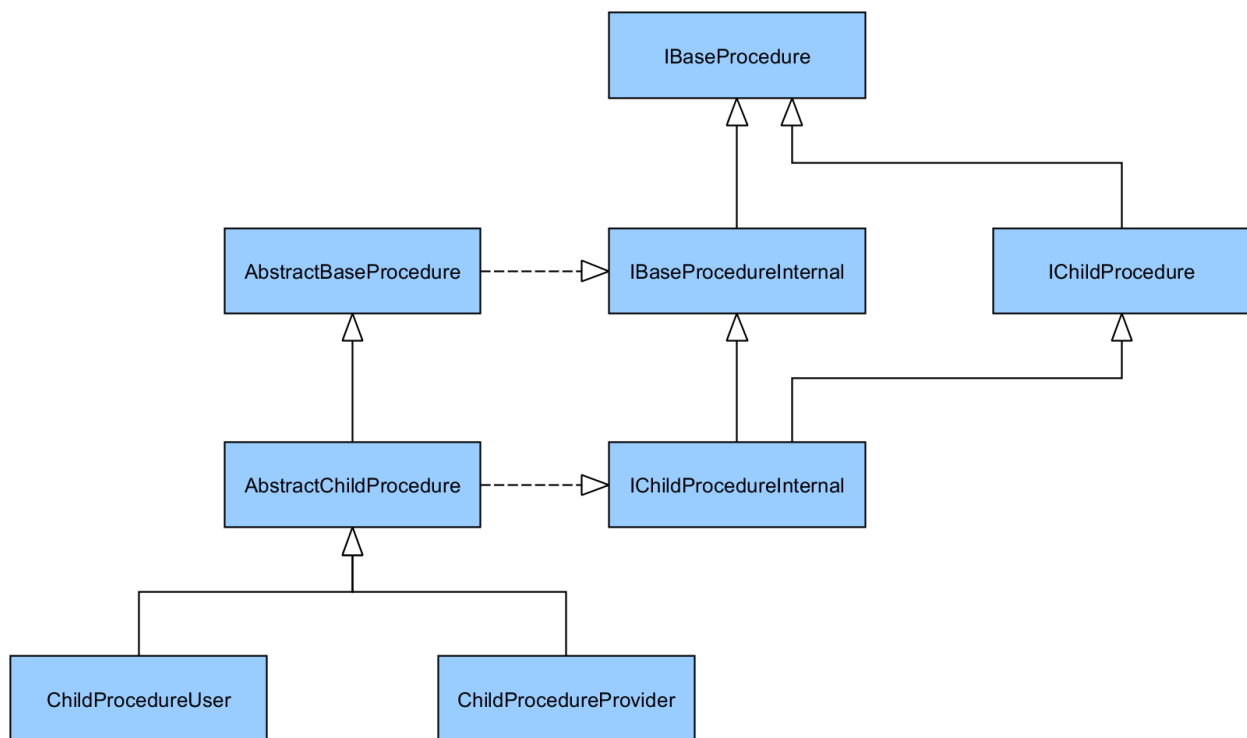 IBaseProcedure
AbstractBaseProcedure
IBaseProcedureInternal
IChildProcedure
AbstractChildProcedure
IChildProcedureInternal
ChildProcedureUser
ChildProcedureProvider